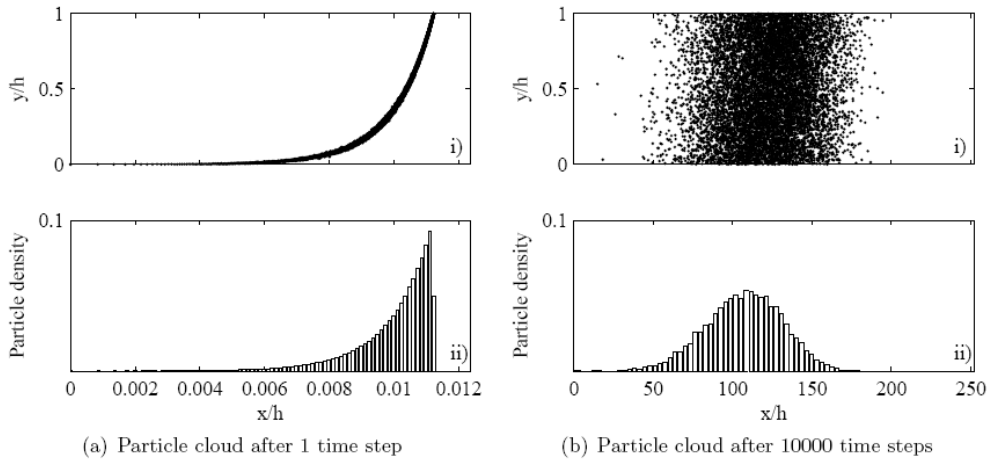 1
y/h
0.5
0
i)
0.1
Particle density
ii)
0
0.002
0.004
0.006
0.008
0.01
0.012
x/h
(a) Particle cloud after 1 time step
1
y/h
0.5
0
i)
0.1
Particle density
ii)
0
50
100
150
200
250
x/h
(b) Particle cloud after 10000 time steps